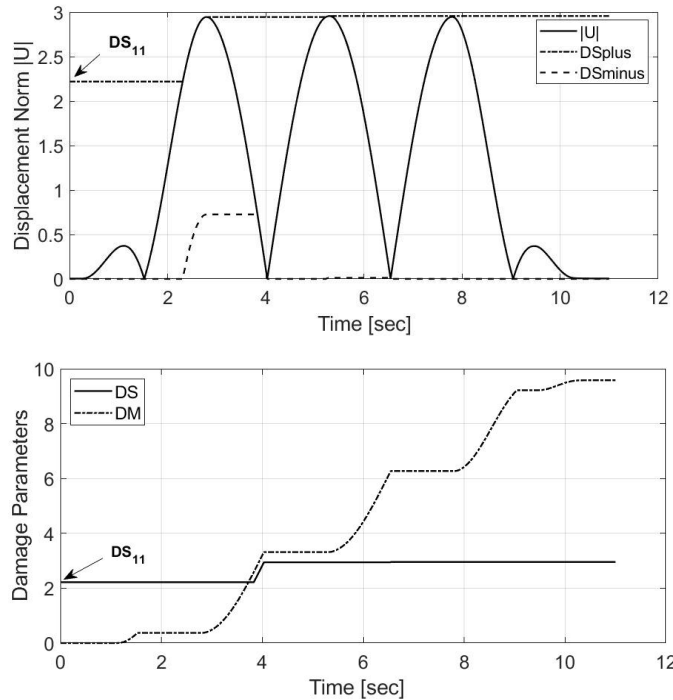 3
2.5
2
1.5
1
0.5
0
Displacement Norm |U|
DS11
|U|
DSplus
DSminus
0 2 4 6 8 10 12
Time [sec]
10
8
6
4
2
0
Damage Parameters
DS
DM
DS11
0 2 4 6 8 10 12
Time [sec]